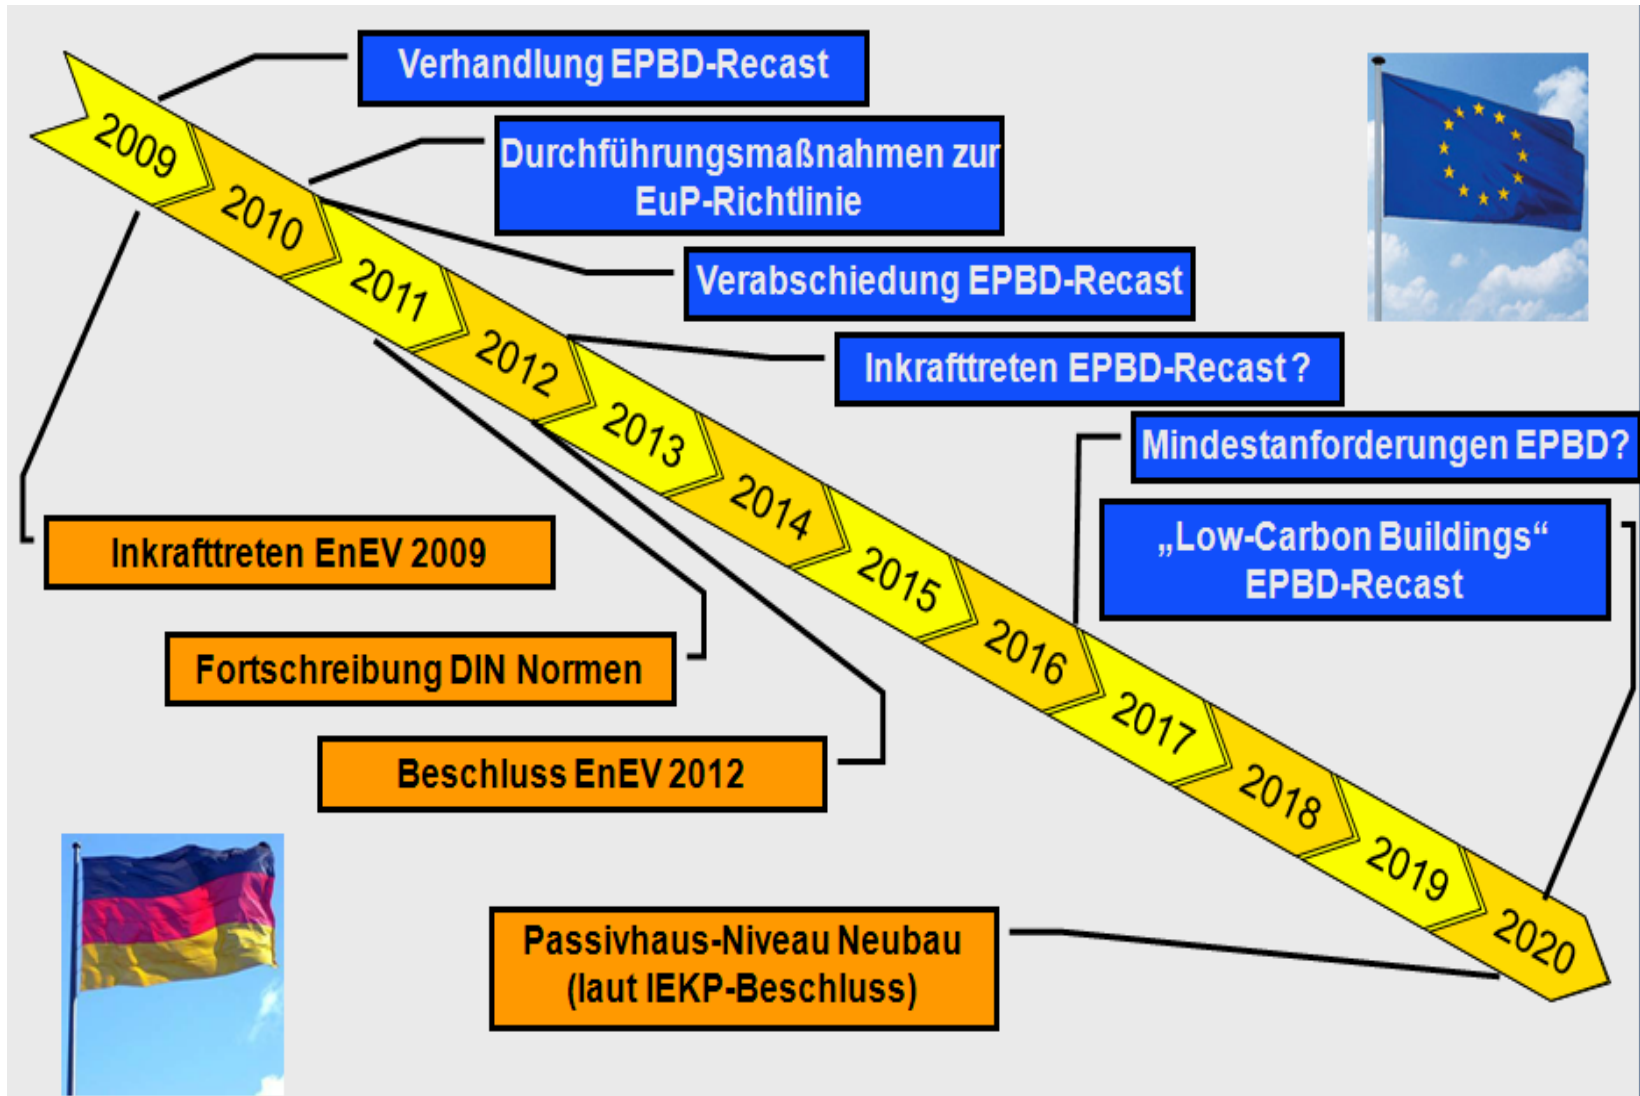 Verhandlung EPBD-Recast
Durchführungsmaßnahmen zur
EuP-Richtlinie
Verabschiedung EPBD-Recast
Inkrafttreten EPBD-Recast ?
Mindestanforderungen EPBD?
„Low-Carbon Buildings“
EPBD-Recast
2009
2010
2011
2012
2013
2014
2015
2016
2017
2018
2019
2020
Inkrafttreten EnEV 2009
Fortschreibung DIN Normen
Beschluss EnEV 2012
Passivhaus-Niveau Neubau
(laut IEKP-Beschluss)